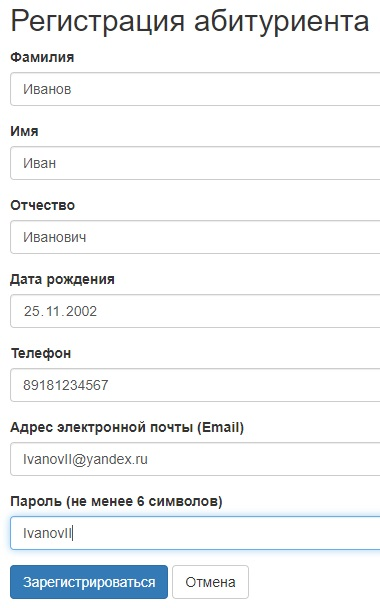 Регистрация абитуриента
Фамилия
Иванов
Имя
Иван
Отчество
Иванович
Дата рождения
25.11.2002
Телефон
89181234567
Адрес электронной почты (Email)
IvanovII@yandex.ru
Пароль (не менее 6 символов)
IvanovII
Зарегистрироваться Отмена